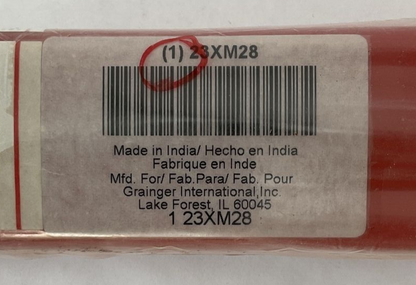 (1) 23XM28
Made in India/ Hecho en India
Fabrique en Inde
Mfd. For/ Fab.Para/ Fab. Pour
Grainger International,Inc.
Lake Forest, IL 60045
1 23XM28